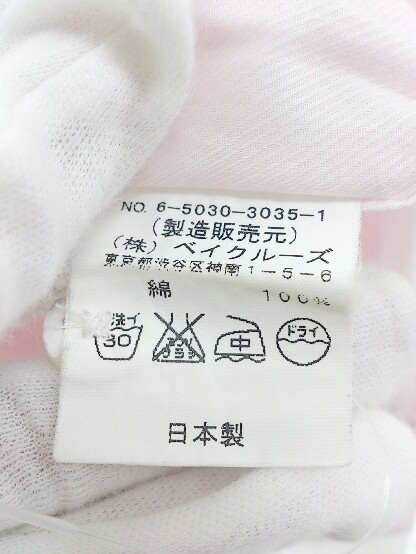 NO. 6-5030-3035-1
(製造販売元)
(株) ベイクルーズ
東京都渋谷区神南1-5-6
綿 100%
洗イ 30 エンソサラシ 中 ドライ
日本製